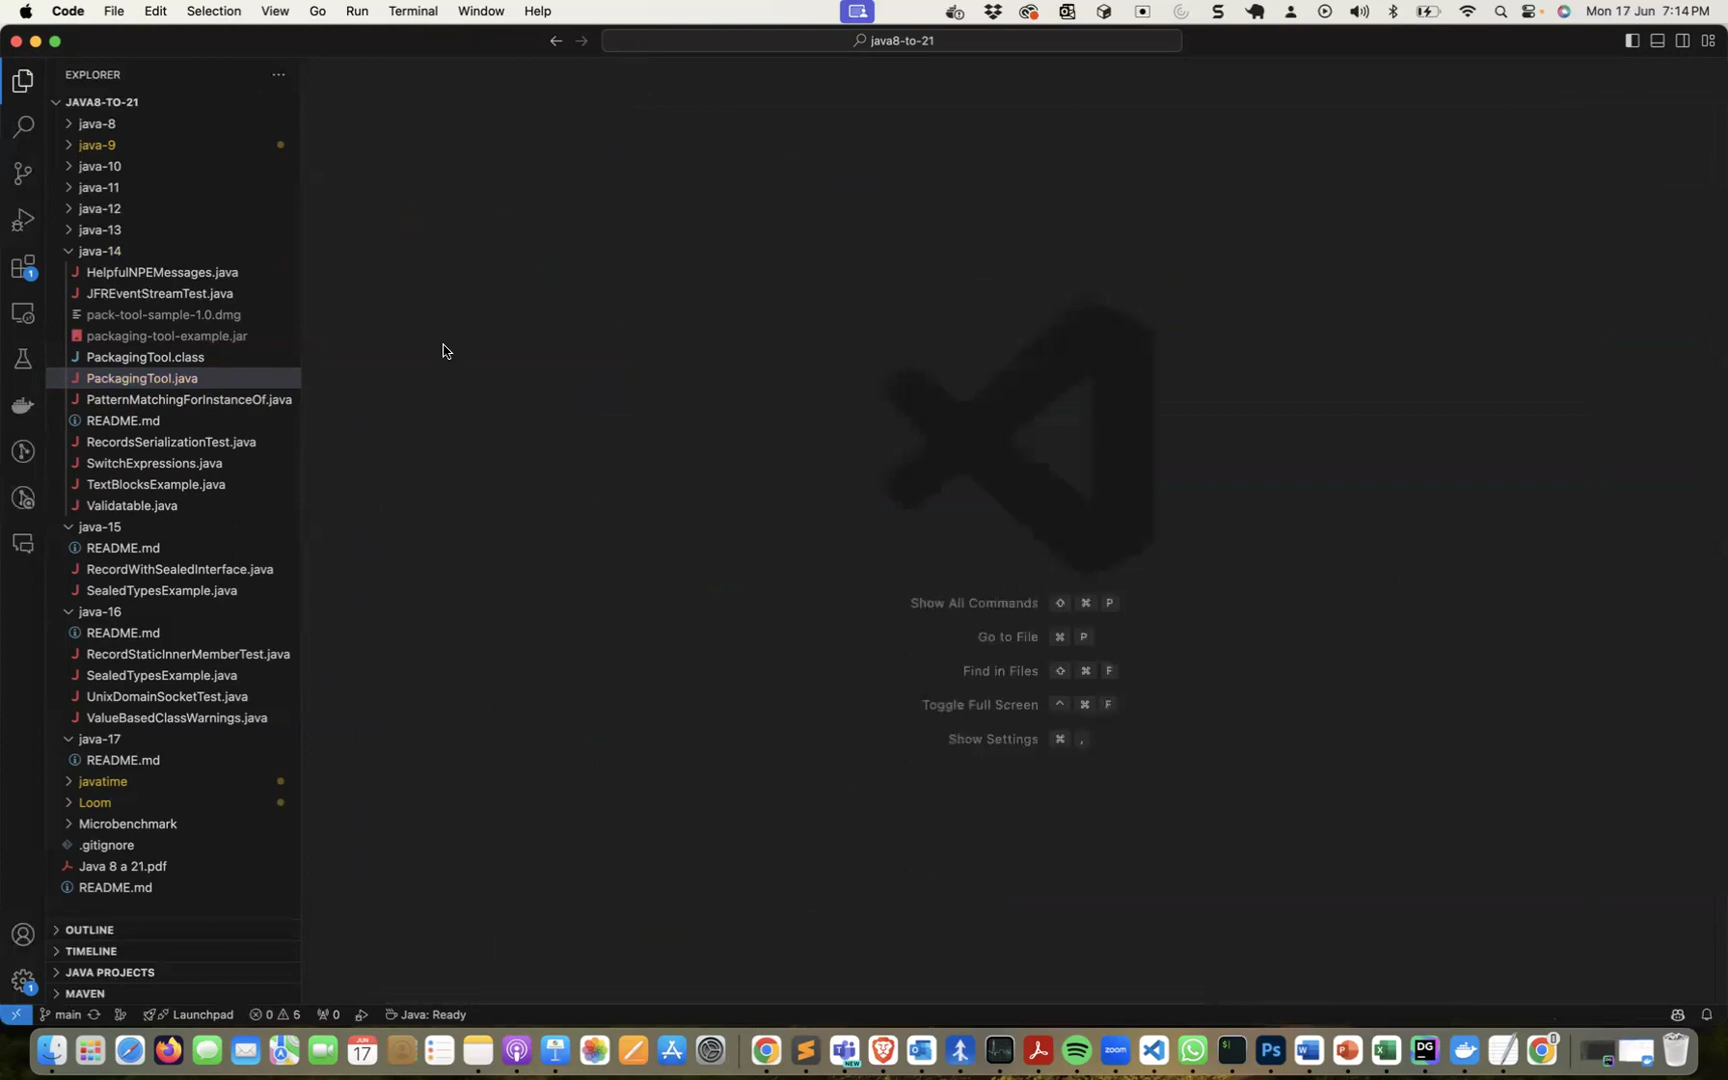 Code File Edit Selection View Go Run Terminal Window Help
Mon 17 Jun 7:14 PM
java8-to-21
EXPLORER
JAVA8-TO-21
java-8
java-9
java-10
java-11
java-12
java-13
java-14
HelpfulNPEMessages.java
JFREventStreamTest.java
pack-tool-sample-1.0.dmg
packaging-tool-example.jar
PackagingTool.class
PackagingTool.java
PatternMatchingForInstanceOf.java
README.md
RecordsSerializationTest.java
SwitchExpressions.java
TextBlocksExample.java
Validatable.java
java-15
README.md
RecordWithSealedInterface.java
SealedTypesExample.java
java-16
README.md
RecordStaticInnerMemberTest.java
SealedTypesExample.java
UnixDomainSocketTest.java
ValueBasedClassWarnings.java
java-17
README.md
javatime
Loom
Microbenchmark
.gitignore
Java 8 a 21.pdf
README.md
OUTLINE
TIMELINE
JAVA PROJECTS
MAVEN
Show All Commands ⇧ ⌘ P
Go to File ⌘ P
Find in Files ⇧ ⌘ F
Toggle Full Screen ^ ⌘ F
Show Settings ⌘ ,
main Launchpad 0 6 0 Java: Ready
JUN
17
NEW